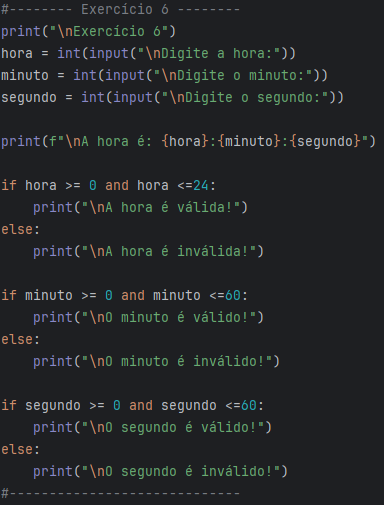 #-------- Exercício 6 --------
print("\nExercício 6")
hora = int(input("\nDigite a hora:"))
minuto = int(input("\nDigite o minuto:"))
segundo = int(input("\nDigite o segundo:"))
print(f"\nA hora é: {hora}:{minuto}:{segundo}")
if hora >= 0 and hora <=24:
    print("\nA hora é válida!")
else:
    print("\nA hora é inválida!")
if minuto >= 0 and minuto <=60:
    print("\nO minuto é válido!")
else:
    print("\nO minuto é inválido!")
if segundo >= 0 and segundo <=60:
    print("\nO segundo é válido!")
else:
    print("\nO segundo é inválido!")
#-----------------------------